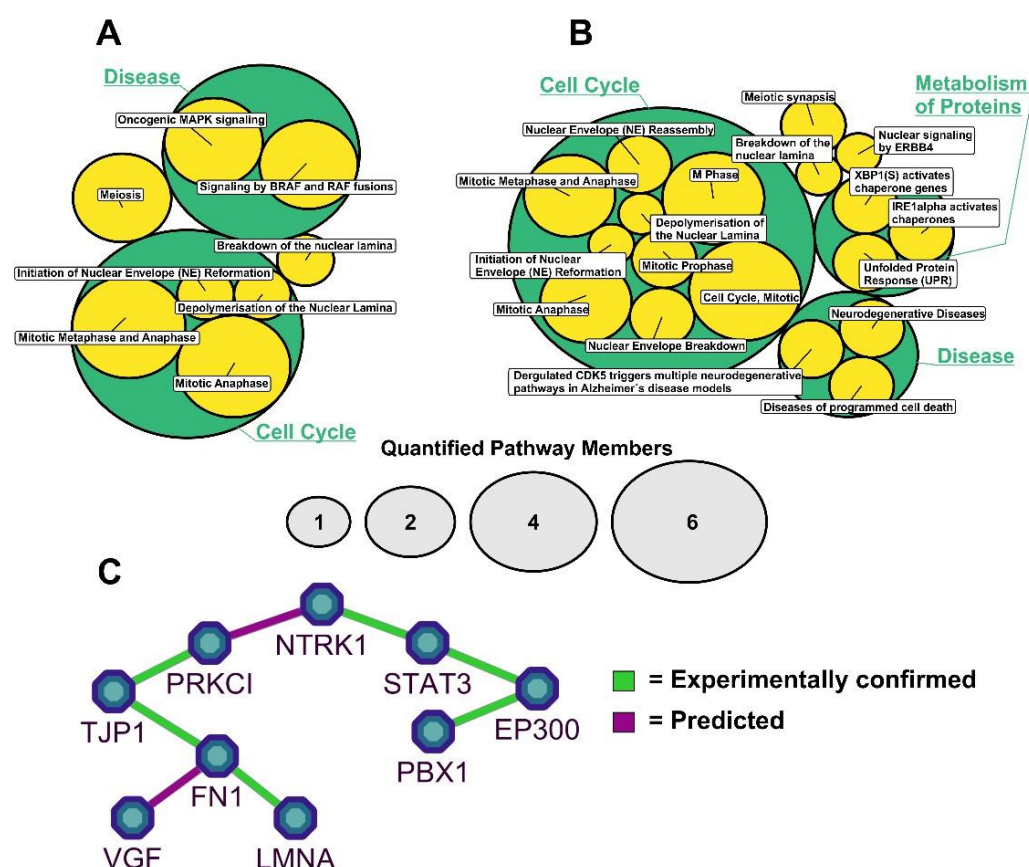 A
Disease
Oncogenic MAPK signaling
Signaling by BRAF and RAF fusions
Meiosis
Breakdown of the nuclear lamina
Initiation of Nuclear Envelope (NE) Reformation
Depolymerisation of the Nuclear Lamina
Mitotic Metaphase and Anaphase
Mitotic Anaphase
Cell Cycle
B
Cell Cycle
Metabolism
of Proteins
Meiotic synapsis
Nuclear Envelope (NE) Reassembly
Breakdown of the
nuclear lamina
Nuclear signaling
by ERBB4
M Phase
XBP1(S) activates
chaperone genes
Mitotic Metaphase and Anaphase
IRE1alpha activates
chaperones
Depolymerisation of
the Nuclear Lamina
Initiation of Nuclear
Envelope (NE) Reformation
Mitotic Prophase
Unfolded Protein
Response (UPR)
Mitotic Anaphase
Cell Cycle, Mitotic
Neurodegenerative Diseases
Nuclear Envelope Breakdown
Disease
Dergulated CDK5 triggers multiple neurodegenerative
pathways in Alzheimer´s disease models
Diseases of programmed cell death
Quantified Pathway Members
1
2
4
6
C
NTRK1
PRKCI
STAT3
TJP1
EP300
PBX1
FN1
VGF
LMNA
= Experimentally confirmed
= Predicted